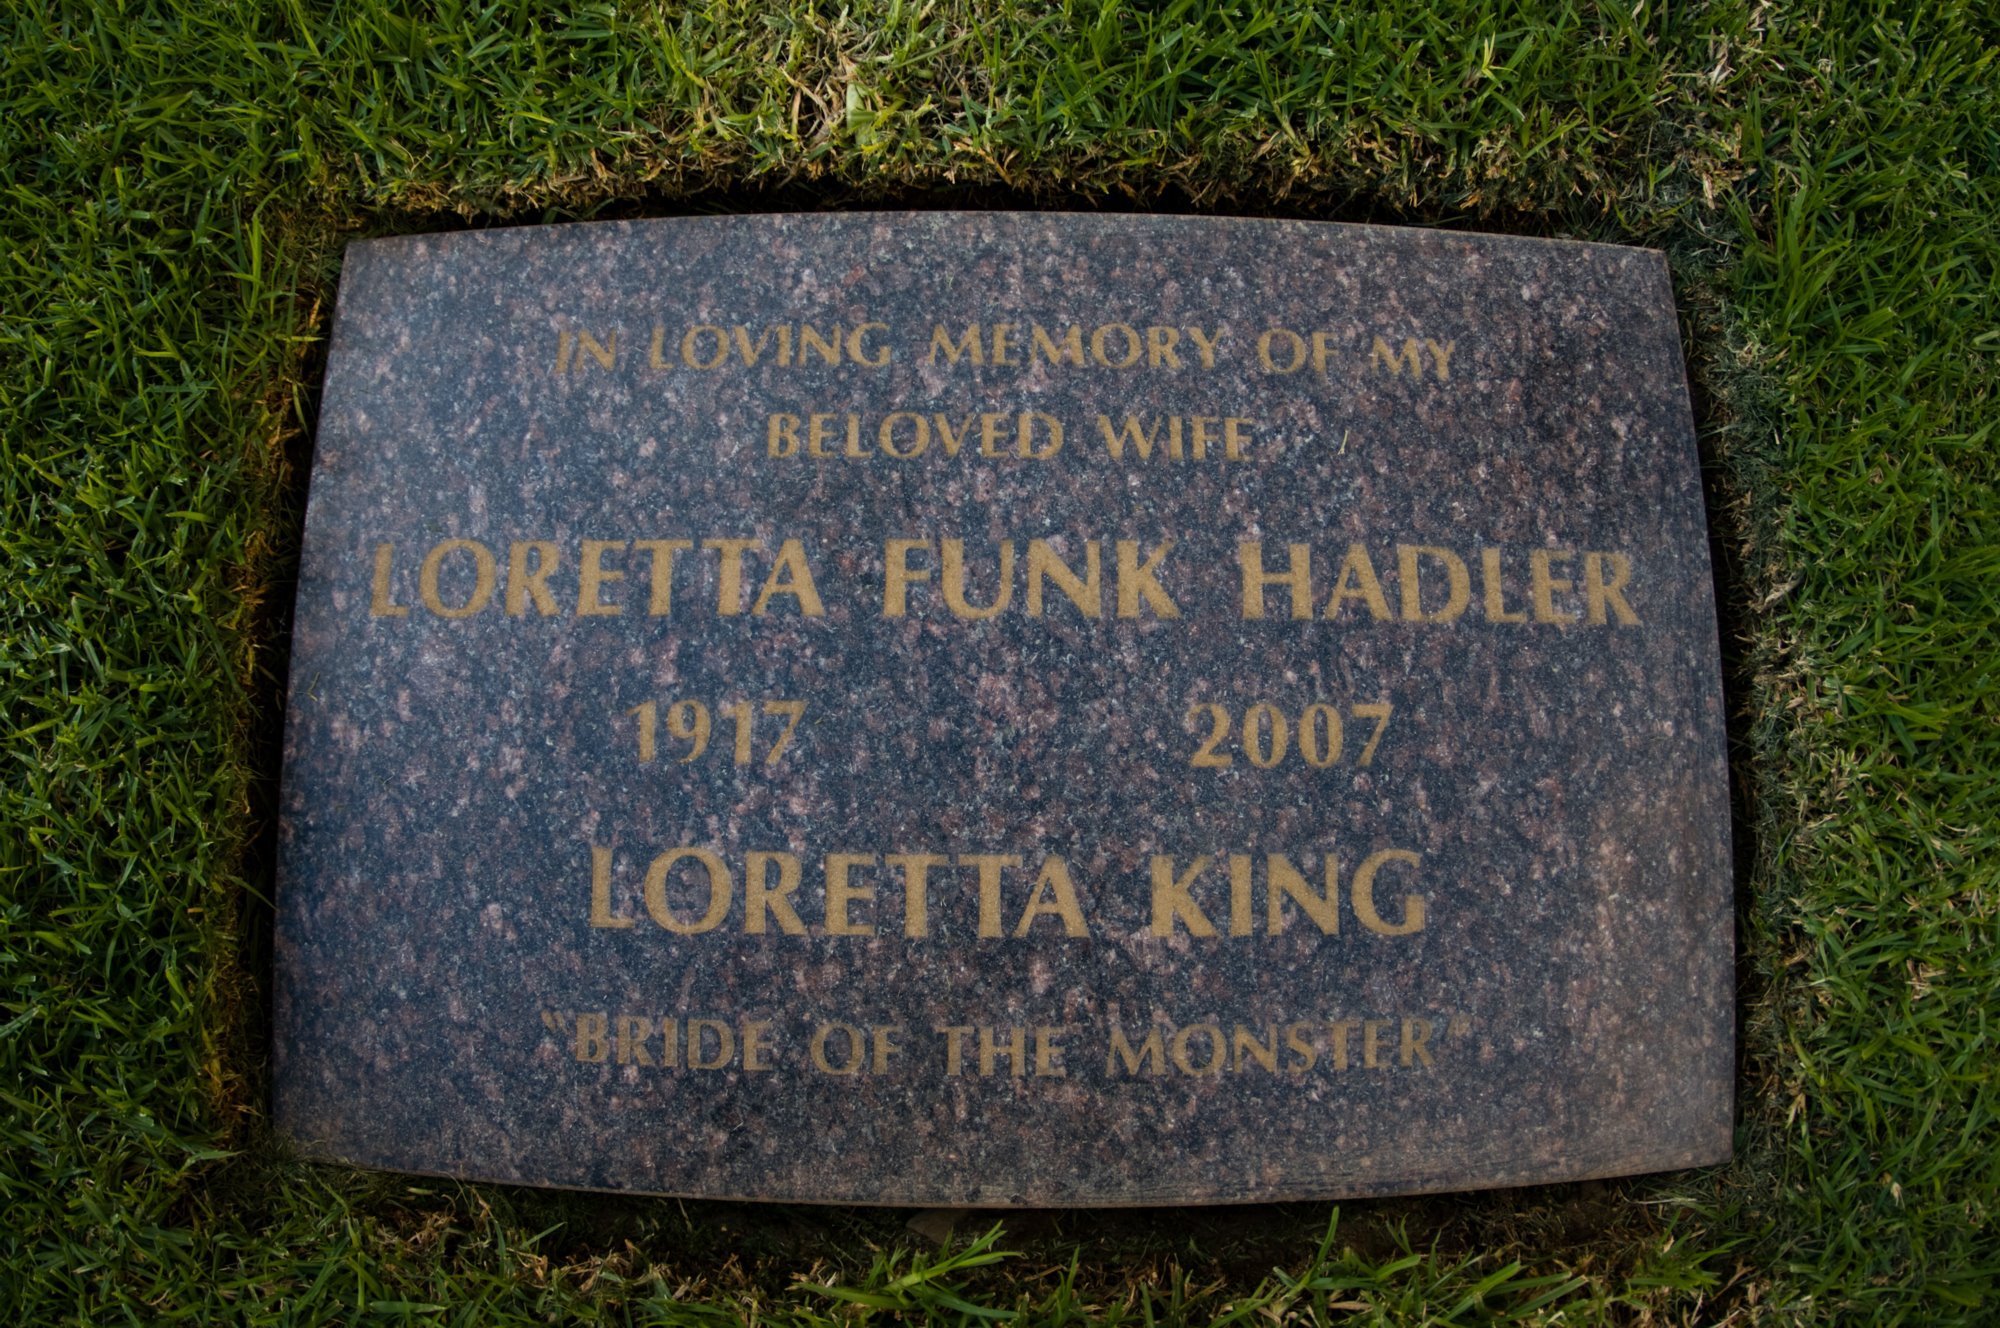 IN LOVING MEMORY OF MY
BELOVED WIFE
LORETTA FUNK HADLER
1917 2007
LORETTA KING
"BRIDE OF THE MONSTER"